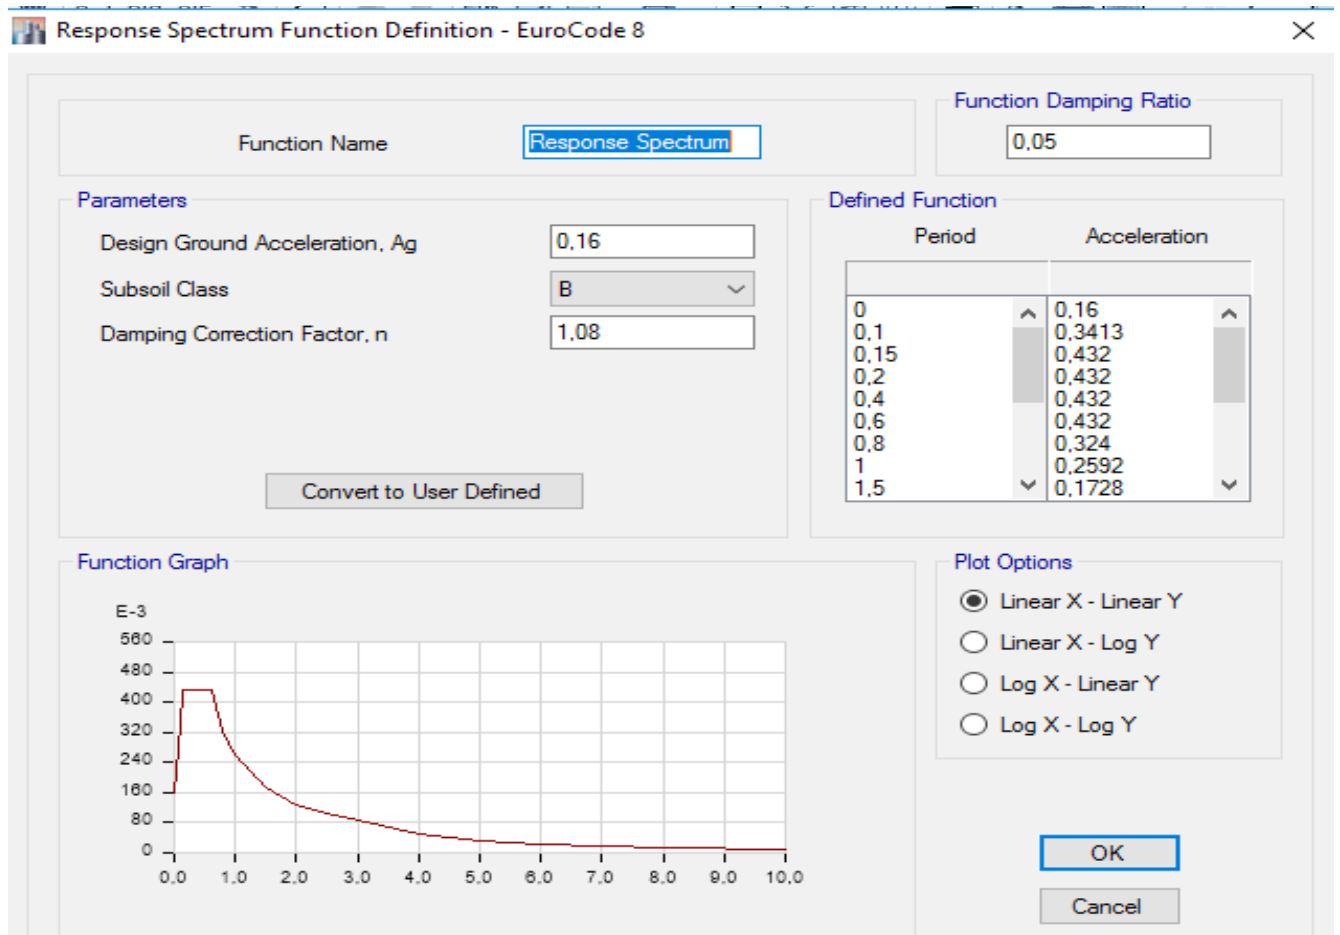 Response Spectrum Function Definition - EuroCode 8
Function Name
Response Spectrum
Function Damping Ratio
0,05
Parameters
Design Ground Acceleration, Ag
0,16
Subsoil Class
B
Damping Correction Factor, n
1,08
Convert to User Defined
Defined Function
Period Acceleration
0 0,16
0,1 0,3413
0,15 0,432
0,2 0,432
0,4 0,432
0,6 0,432
0,8 0,324
1 0,2592
1,5 0,1728
Function Graph
E-3
560
480
400
320
240
160
80
0
0,0 1,0 2,0 3,0 4,0 5,0 6,0 7,0 8,0 9,0 10,0
Plot Options
Linear X - Linear Y
Linear X - Log Y
Log X - Linear Y
Log X - Log Y
OK
Cancel